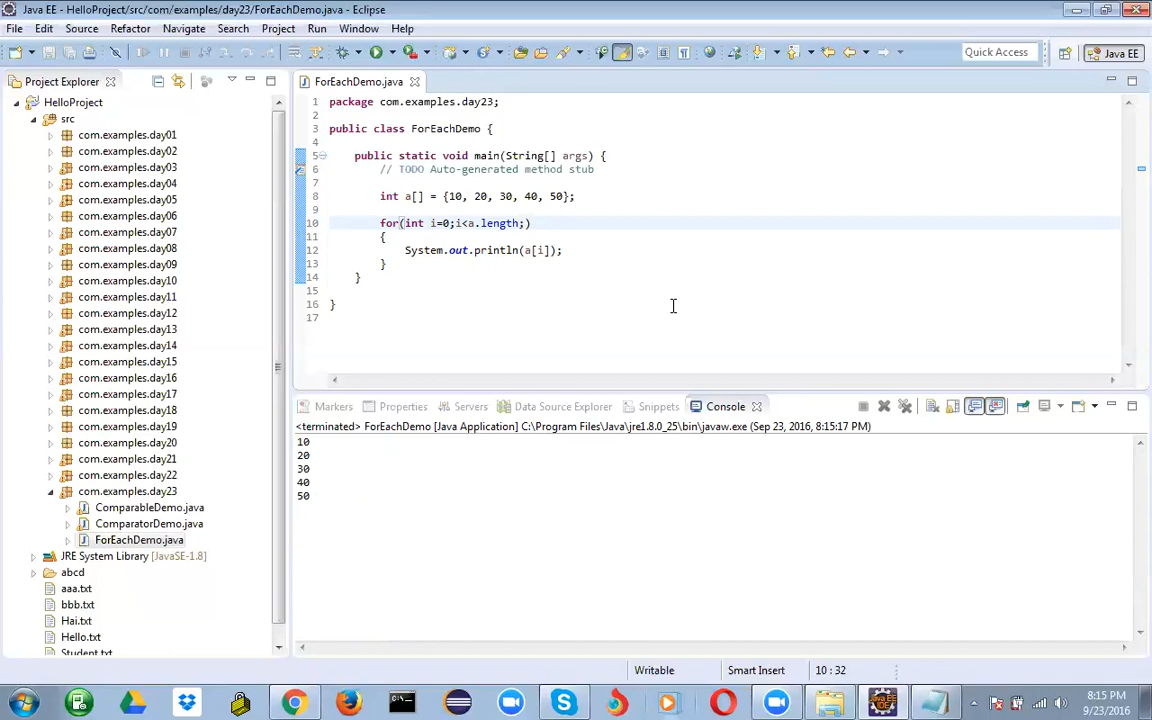 Java EE - HelloProject/src/com/examples/day23/ForEachDemo.java - Eclipse
File Edit Source Refactor Navigate Search Project Run Window Help
Quick Access
Java EE
Project Explorer
HelloProject
src
com.examples.day01
com.examples.day02
com.examples.day03
com.examples.day04
com.examples.day05
com.examples.day06
com.examples.day07
com.examples.day08
com.examples.day09
com.examples.day10
com.examples.day11
com.examples.day12
com.examples.day13
com.examples.day14
com.examples.day15
com.examples.day16
com.examples.day17
com.examples.day18
com.examples.day19
com.examples.day20
com.examples.day21
com.examples.day22
com.examples.day23
ComparableDemo.java
ComparatorDemo.java
ForEachDemo.java
JRE System Library [JavaSE-1.8]
abcd
aaa.txt
bbb.txt
Hai.txt
Hello.txt
Student.txt
ForEachDemo.java
1 package com.examples.day23;
2
3 public class ForEachDemo {
4
5 public static void main(String[] args) {
6 // TODO Auto-generated method stub
7
8 int a[] = {10, 20, 30, 40, 50};
9
10 for(int i=0;i<a.length;)
11 {
12 System.out.println(a[i]);
13 }
14 }
15
16 }
17
Markers Properties Servers Data Source Explorer Snippets Console
<terminated> ForEachDemo [Java Application] C:\Program Files\Java\jre1.8.0_25\bin\javaw.exe (Sep 23, 2016, 8:15:17 PM)
10
20
30
40
50
Writable Smart Insert 10 : 32
8:15 PM
9/23/2016